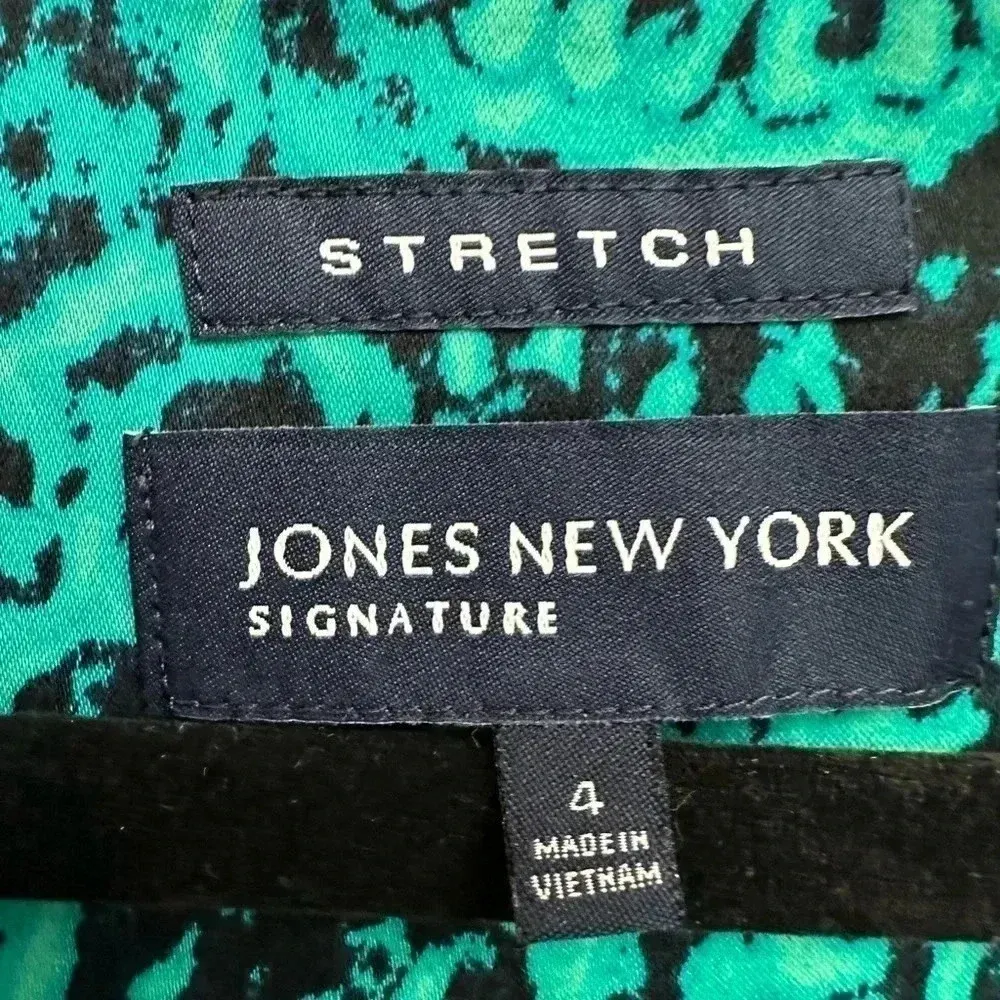 STRETCH
JONES NEW YORK
SIGNATURE
4
MADE IN
VIETNAM